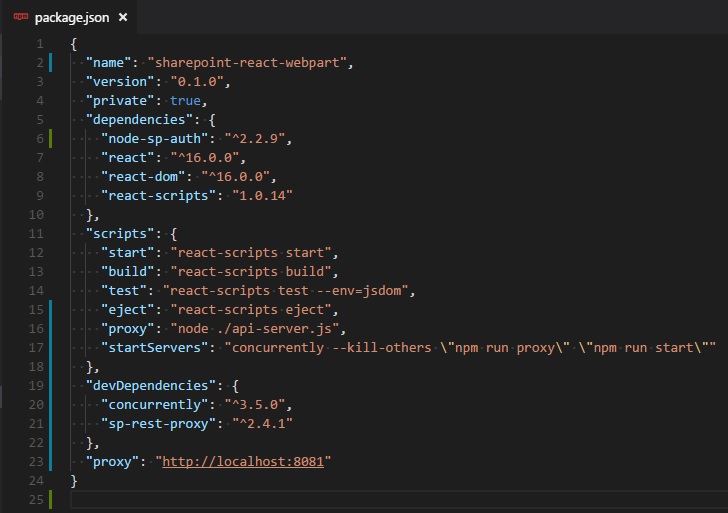 package.json ×
1 {
2 "name": "sharepoint-react-webpart",
3 "version": "0.1.0",
4 "private": true,
5 "dependencies": {
6 "node-sp-auth": "^2.2.9",
7 "react": "^16.0.0",
8 "react-dom": "^16.0.0",
9 "react-scripts": "1.0.14"
10 },
11 "scripts": {
12 "start": "react-scripts start",
13 "build": "react-scripts build",
14 "test": "react-scripts test --env=jsdom",
15 "eject": "react-scripts eject",
16 "proxy": "node ./api-server.js",
17 "startServers": "concurrently --kill-others \"npm run proxy\" \"npm run start\""
18 },
19 "devDependencies": {
20 "concurrently": "^3.5.0",
21 "sp-rest-proxy": "^2.4.1"
22 },
23 "proxy": "http://localhost:8081"
24 }
25